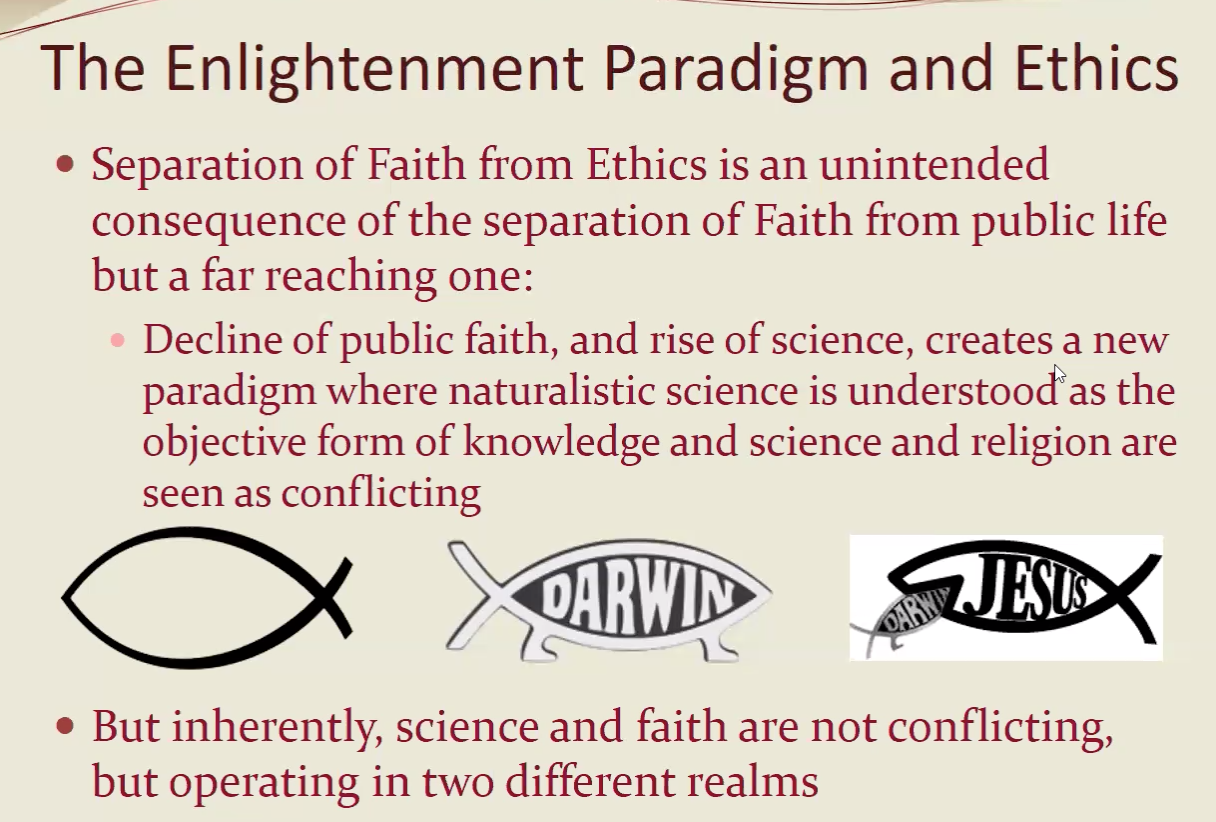 The Enlightenment Paradigm and Ethics
Separation of Faith from Ethics is an unintended
consequence of the separation of Faith from public life
but a far reaching one:
Decline of public faith, and rise of science, creates a new
paradigm where naturalistic science is understood as the
objective form of knowledge and science and religion are
seen as conflicting
DARWIN
DARWIN
JESUS
But inherently, science and faith are not conflicting,
but operating in two different realms